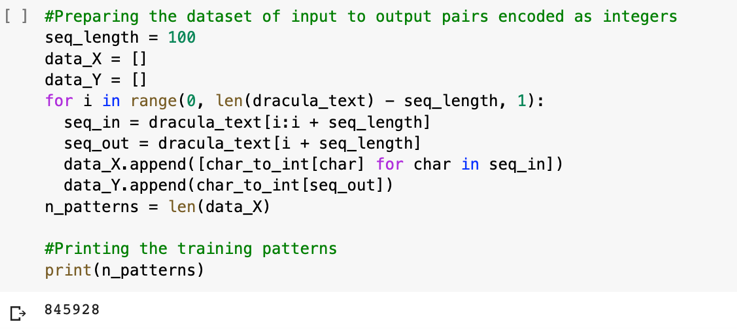 [ ] #Preparing the dataset of input to output pairs encoded as integers
seq_length = 100
data_X = []
data_Y = []
for i in range(0, len(dracula_text) - seq_length, 1):
  seq_in = dracula_text[i:i + seq_length]
  seq_out = dracula_text[i + seq_length]
  data_X.append([char_to_int[char] for char in seq_in])
  data_Y.append(char_to_int[seq_out])
n_patterns = len(data_X)

#Printing the training patterns
print(n_patterns)
845928